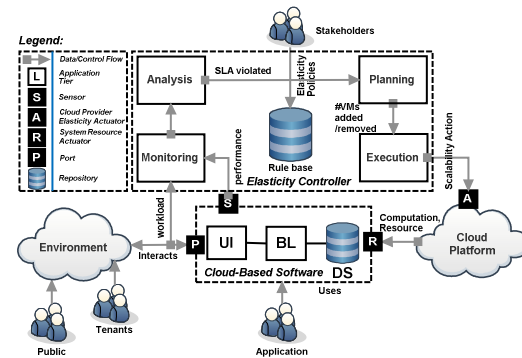 Legend:
Data/Control Flow
L
Application
Tier
S
Sensor
A
Cloud Provider
Elasticity Actuator
R
System Resource
Actuator
P
Port
Repository
Stakeholders
Analysis
SLA violated
Elasticity
Policies
Planning
#VMs
added
/removed
Rule base
Monitoring
performance
Execution
Elasticity Controller
Scalability Action
workload
S
A
Environment
Interacts
P
UI
BL
DS
R
Computation,
Resource
Cloud
Platform
Cloud-Based Software
Uses
Public
Tenants
Application